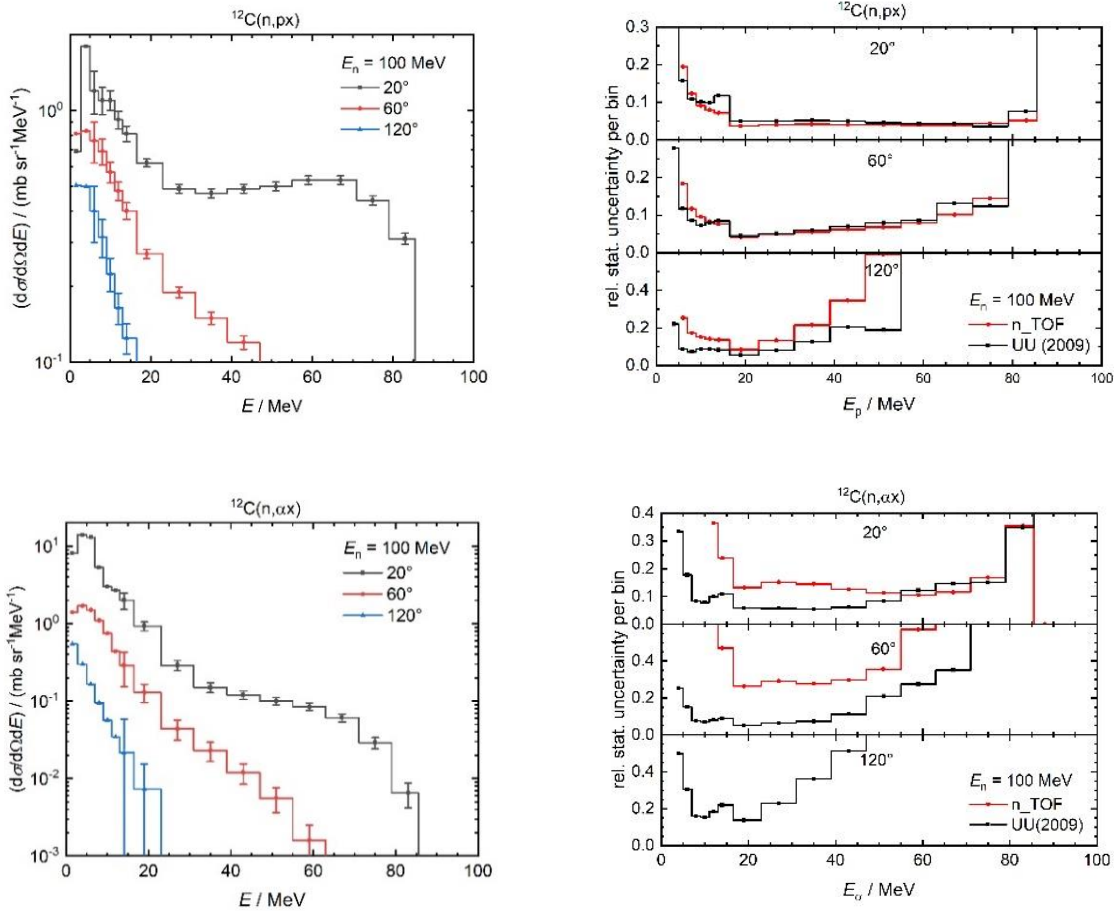 ¹²C(n,px)
(dσ/dΩdE) / (mb sr⁻¹MeV⁻¹)
10⁰
10⁻¹
Eₙ = 100 MeV
20°
60°
120°
0 20 40 60 80 100
E / MeV
¹²C(n,px)
rel. stat. uncertainty per bin
0.3
0.2
0.1
0.0
20°
0.2
0.1
0.0
60°
0.4
0.2
0.0
120°
Eₙ = 100 MeV
n_TOF
UU (2009)
0 20 40 60 80 100
Eₚ / MeV
¹²C(n,αx)
(dσ/dΩdE) / (mb sr⁻¹MeV⁻¹)
10¹
10⁰
10⁻¹
10⁻²
10⁻³
Eₙ = 100 MeV
20°
60°
120°
0 20 40 60 80 100
E / MeV
¹²C(n,αx)
rel. stat. uncertainty per bin
0.4
0.3
0.2
0.1
0.0
20°
0.4
0.2
0.0
60°
0.4
0.2
0.0
120°
Eₙ = 100 MeV
n_TOF
UU(2009)
0 20 40 60 80 100
E_α / MeV